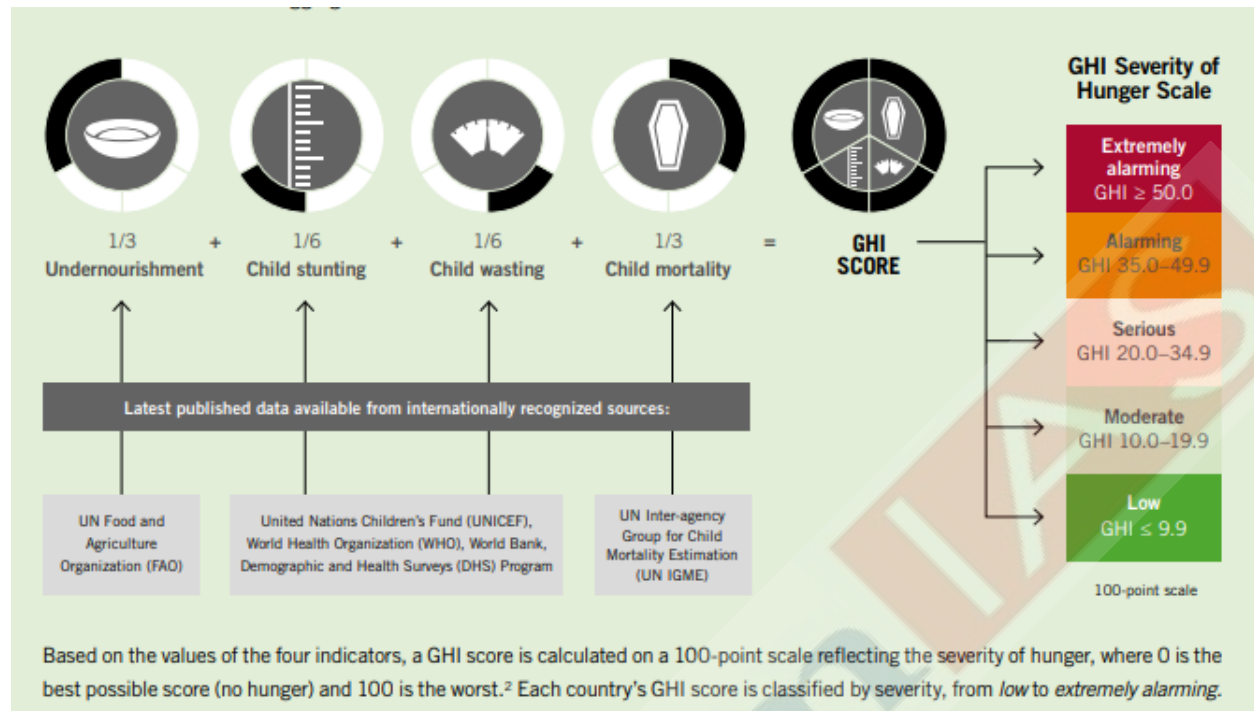 GHI Severity of
Hunger Scale
Extremely
alarming
GHI ≥ 50.0
Alarming
GHI 35.0–49.9
Serious
GHI 20.0–34.9
Moderate
GHI 10.0–19.9
Low
GHI ≤ 9.9
100-point scale
1/3 + 1/6 + 1/6 + 1/3 =
Undernourishment Child stunting Child wasting Child mortality
GHI
SCORE
Latest published data available from internationally recognized sources:
UN Food and
Agriculture
Organization (FAO)
United Nations Children's Fund (UNICEF),
World Health Organization (WHO), World Bank,
Demographic and Health Surveys (DHS) Program
UN Inter-agency
Group for Child
Mortality Estimation
(UN IGME)
Based on the values of the four indicators, a GHI score is calculated on a 100-point scale reflecting the severity of hunger, where 0 is the
best possible score (no hunger) and 100 is the worst.² Each country's GHI score is classified by severity, from low to extremely alarming.